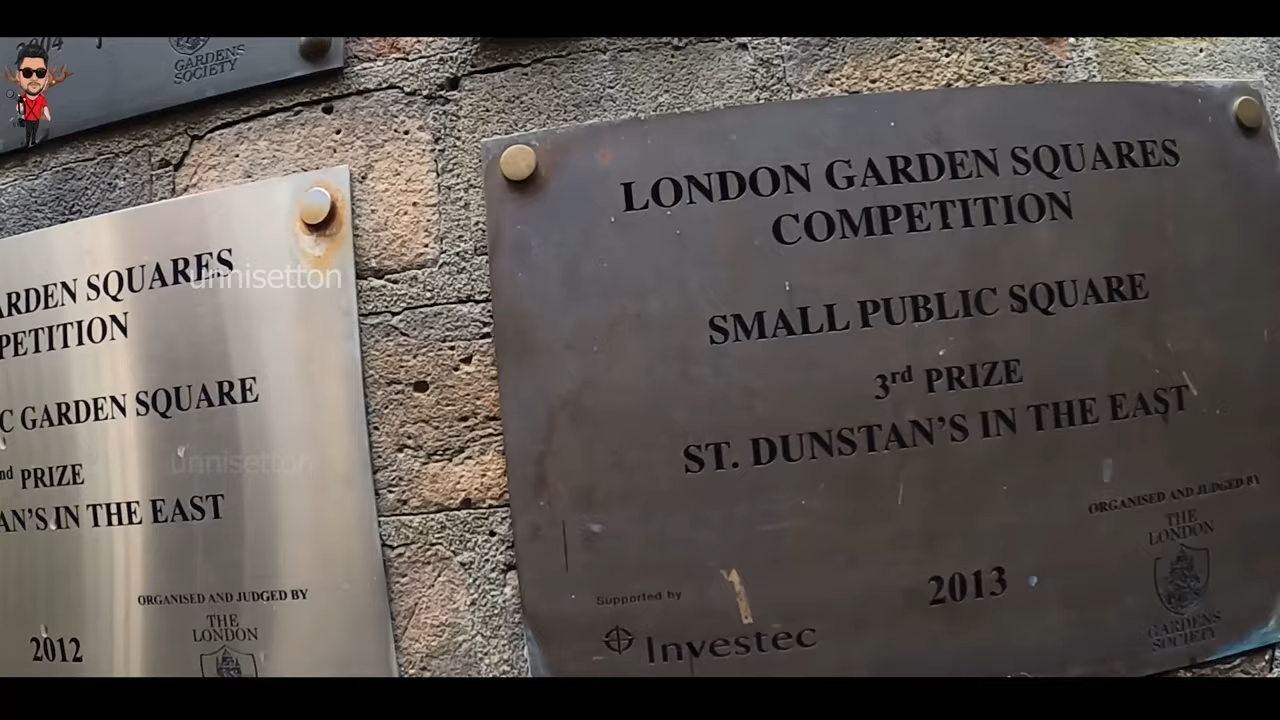 2004
GARDENS
SOCIETY
ARDEN SQUARES
PETITION
C GARDEN SQUARE
nd PRIZE
AN'S IN THE EAST
ORGANISED AND JUDGED BY
THE
LONDON
2012
unnisetton
unnisetton
LONDON GARDEN SQUARES
COMPETITION
SMALL PUBLIC SQUARE
3rd PRIZE
ST. DUNSTAN'S IN THE EAST
ORGANISED AND JUDGED BY
THE
LONDON
GARDENS
SOCIETY
2013
Supported by
Investec